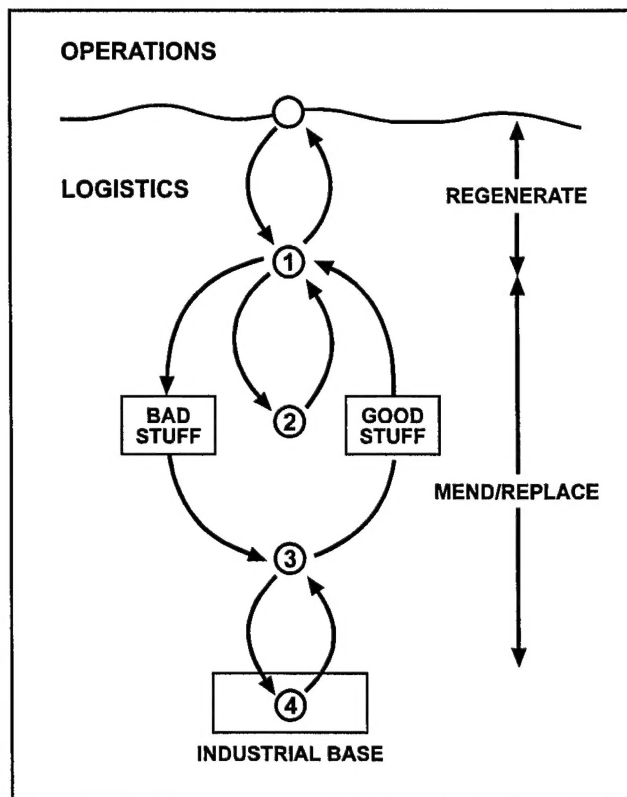 OPERATIONS
LOGISTICS
REGENERATE
1
BAD
STUFF
2
GOOD
STUFF
MEND/REPLACE
3
4
INDUSTRIAL BASE